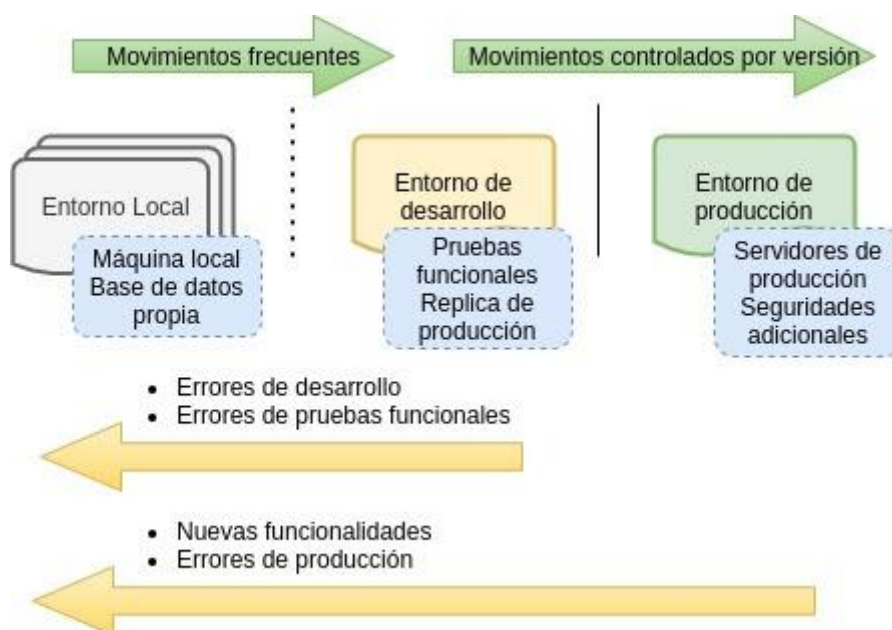 Movimientos frecuentes
Movimientos controlados por versión
Entorno Local
Máquina local
Base de datos
propia
Entorno de
desarrollo
Pruebas
funcionales
Replica de
producción
Entorno de
producción
Servidores de
producción
Seguridades
adicionales
• Errores de desarrollo
• Errores de pruebas funcionales
• Nuevas funcionalidades
• Errores de producción